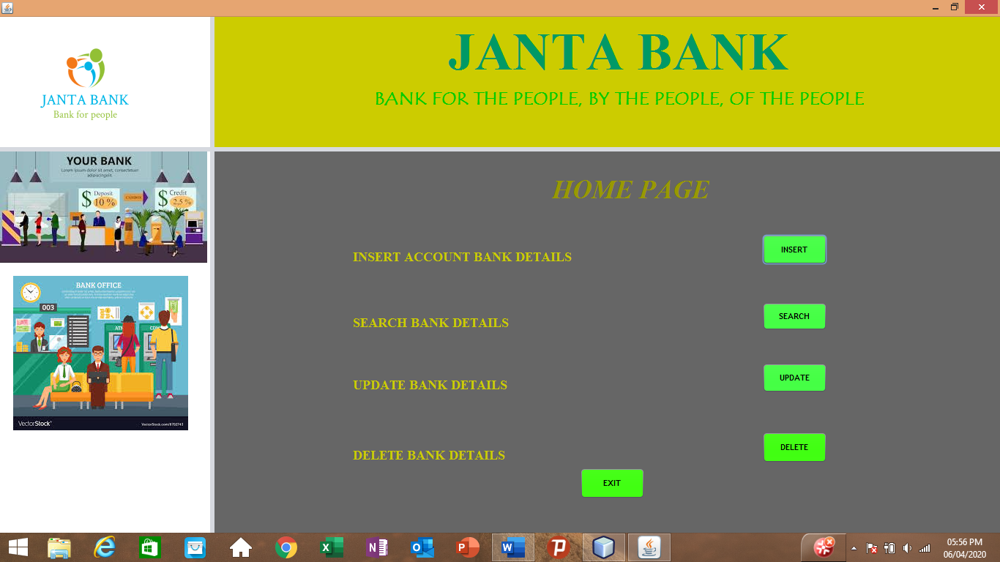 JANTA BANK
Bank for people
JANTA BANK
BANK FOR THE PEOPLE, BY THE PEOPLE, OF THE PEOPLE
YOUR BANK
Lorem ipsum dolor sit amet, consectetuer
adipiscingelit
$ Deposit
10 %
CASHBOX
$ Credit
2,5 %
BANK OFFICE
003
ATM
VectorStock®
VectorStock.com/8702743
HOME PAGE
INSERT ACCOUNT BANK DETAILS
INSERT
SEARCH BANK DETAILS
SEARCH
UPDATE BANK DETAILS
UPDATE
DELETE BANK DETAILS
DELETE
EXIT
05:56 PM
06/04/2020